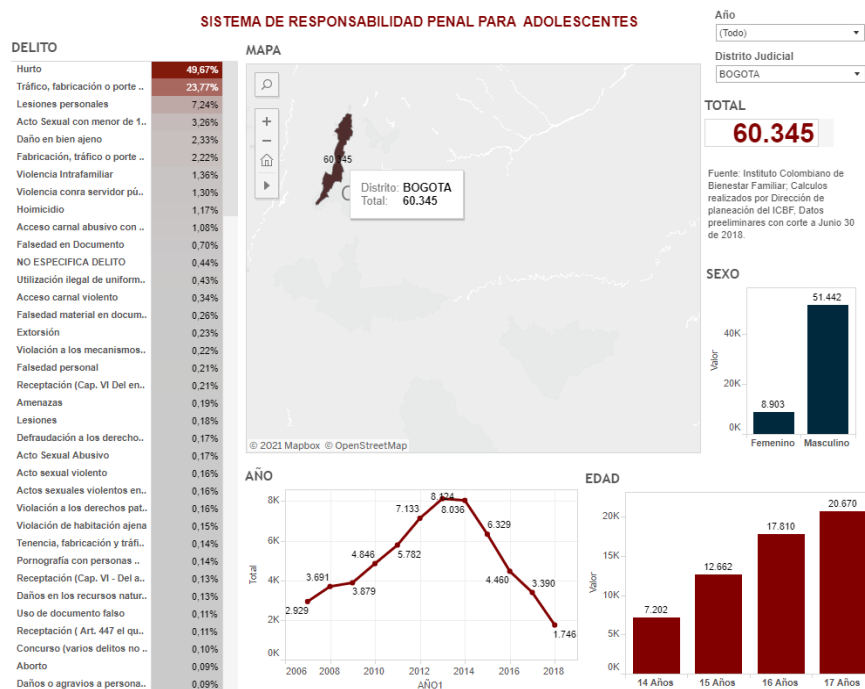 SISTEMA DE RESPONSABILIDAD PENAL PARA ADOLESCENTES
Año
(Todo)
Distrito Judicial
BOGOTA
DELITO
Hurto 49,67%
Tráfico, fabricación o porte .. 23,77%
Lesiones personales 7,24%
Acto Sexual con menor de 1.. 3,26%
Daño en bien ajeno 2,33%
Fabricación, tráfico o porte .. 2,22%
Violencia Intrafamiliar 1,36%
Violencia conra servidor pú.. 1,30%
Hoimicidio 1,17%
Acceso carnal abusivo con .. 1,08%
Falsedad en Documento 0,70%
NO ESPECIFICA DELITO 0,44%
Utilización ilegal de uniform.. 0,43%
Acceso carnal violento 0,34%
Falsedad material en docum.. 0,26%
Extorsión 0,23%
Violación a los mecanismos.. 0,22%
Falsedad personal 0,21%
Receptación (Cap. VI Del en.. 0,21%
Amenazas 0,19%
Lesiones 0,18%
Defraudación a los derecho.. 0,17%
Acto Sexual Abusivo 0,17%
Acto sexual violento 0,16%
Actos sexuales violentos en.. 0,16%
Violación a los derechos pat.. 0,16%
Violación de habitación ajena 0,15%
Tenencia, fabricación y tráfi.. 0,14%
Pornografía con personas .. 0,14%
Receptación (Cap. VI - Del a.. 0,13%
Daños en los recursos natur.. 0,13%
Uso de documento falso 0,11%
Receptación ( Art. 447 el qu.. 0,11%
Concurso (varios delitos no .. 0,10%
Aborto 0,09%
Daños o agravios a persona.. 0,09%
MAPA
60.345
Distrito: BOGOTA
Total: 60.345
© 2021 Mapbox © OpenStreetMap
TOTAL
60.345
Fuente: Instituto Colombiano de
Bienestar Familiar; Calculos
realizados por Dirección de
planeación del ICBF, Datos
preeliminares con corte a Junio 30
de 2018.
SEXO
51.442
40K
Valor
20K
8.903
0K
Femenino Masculino
AÑO
8K
6K
4K
2K
0K
Total
2.929
3.691
3.879
4.846
5.782
7.133
8.124
8.036
6.329
4.460
3.390
1.746
2006 2008 2010 2012 2014 2016 2018
AÑO1
EDAD
20K
15K
10K
5K
0K
Valor
7.202
12.662
17.810
20.670
14 Años 15 Años 16 Años 17 Años